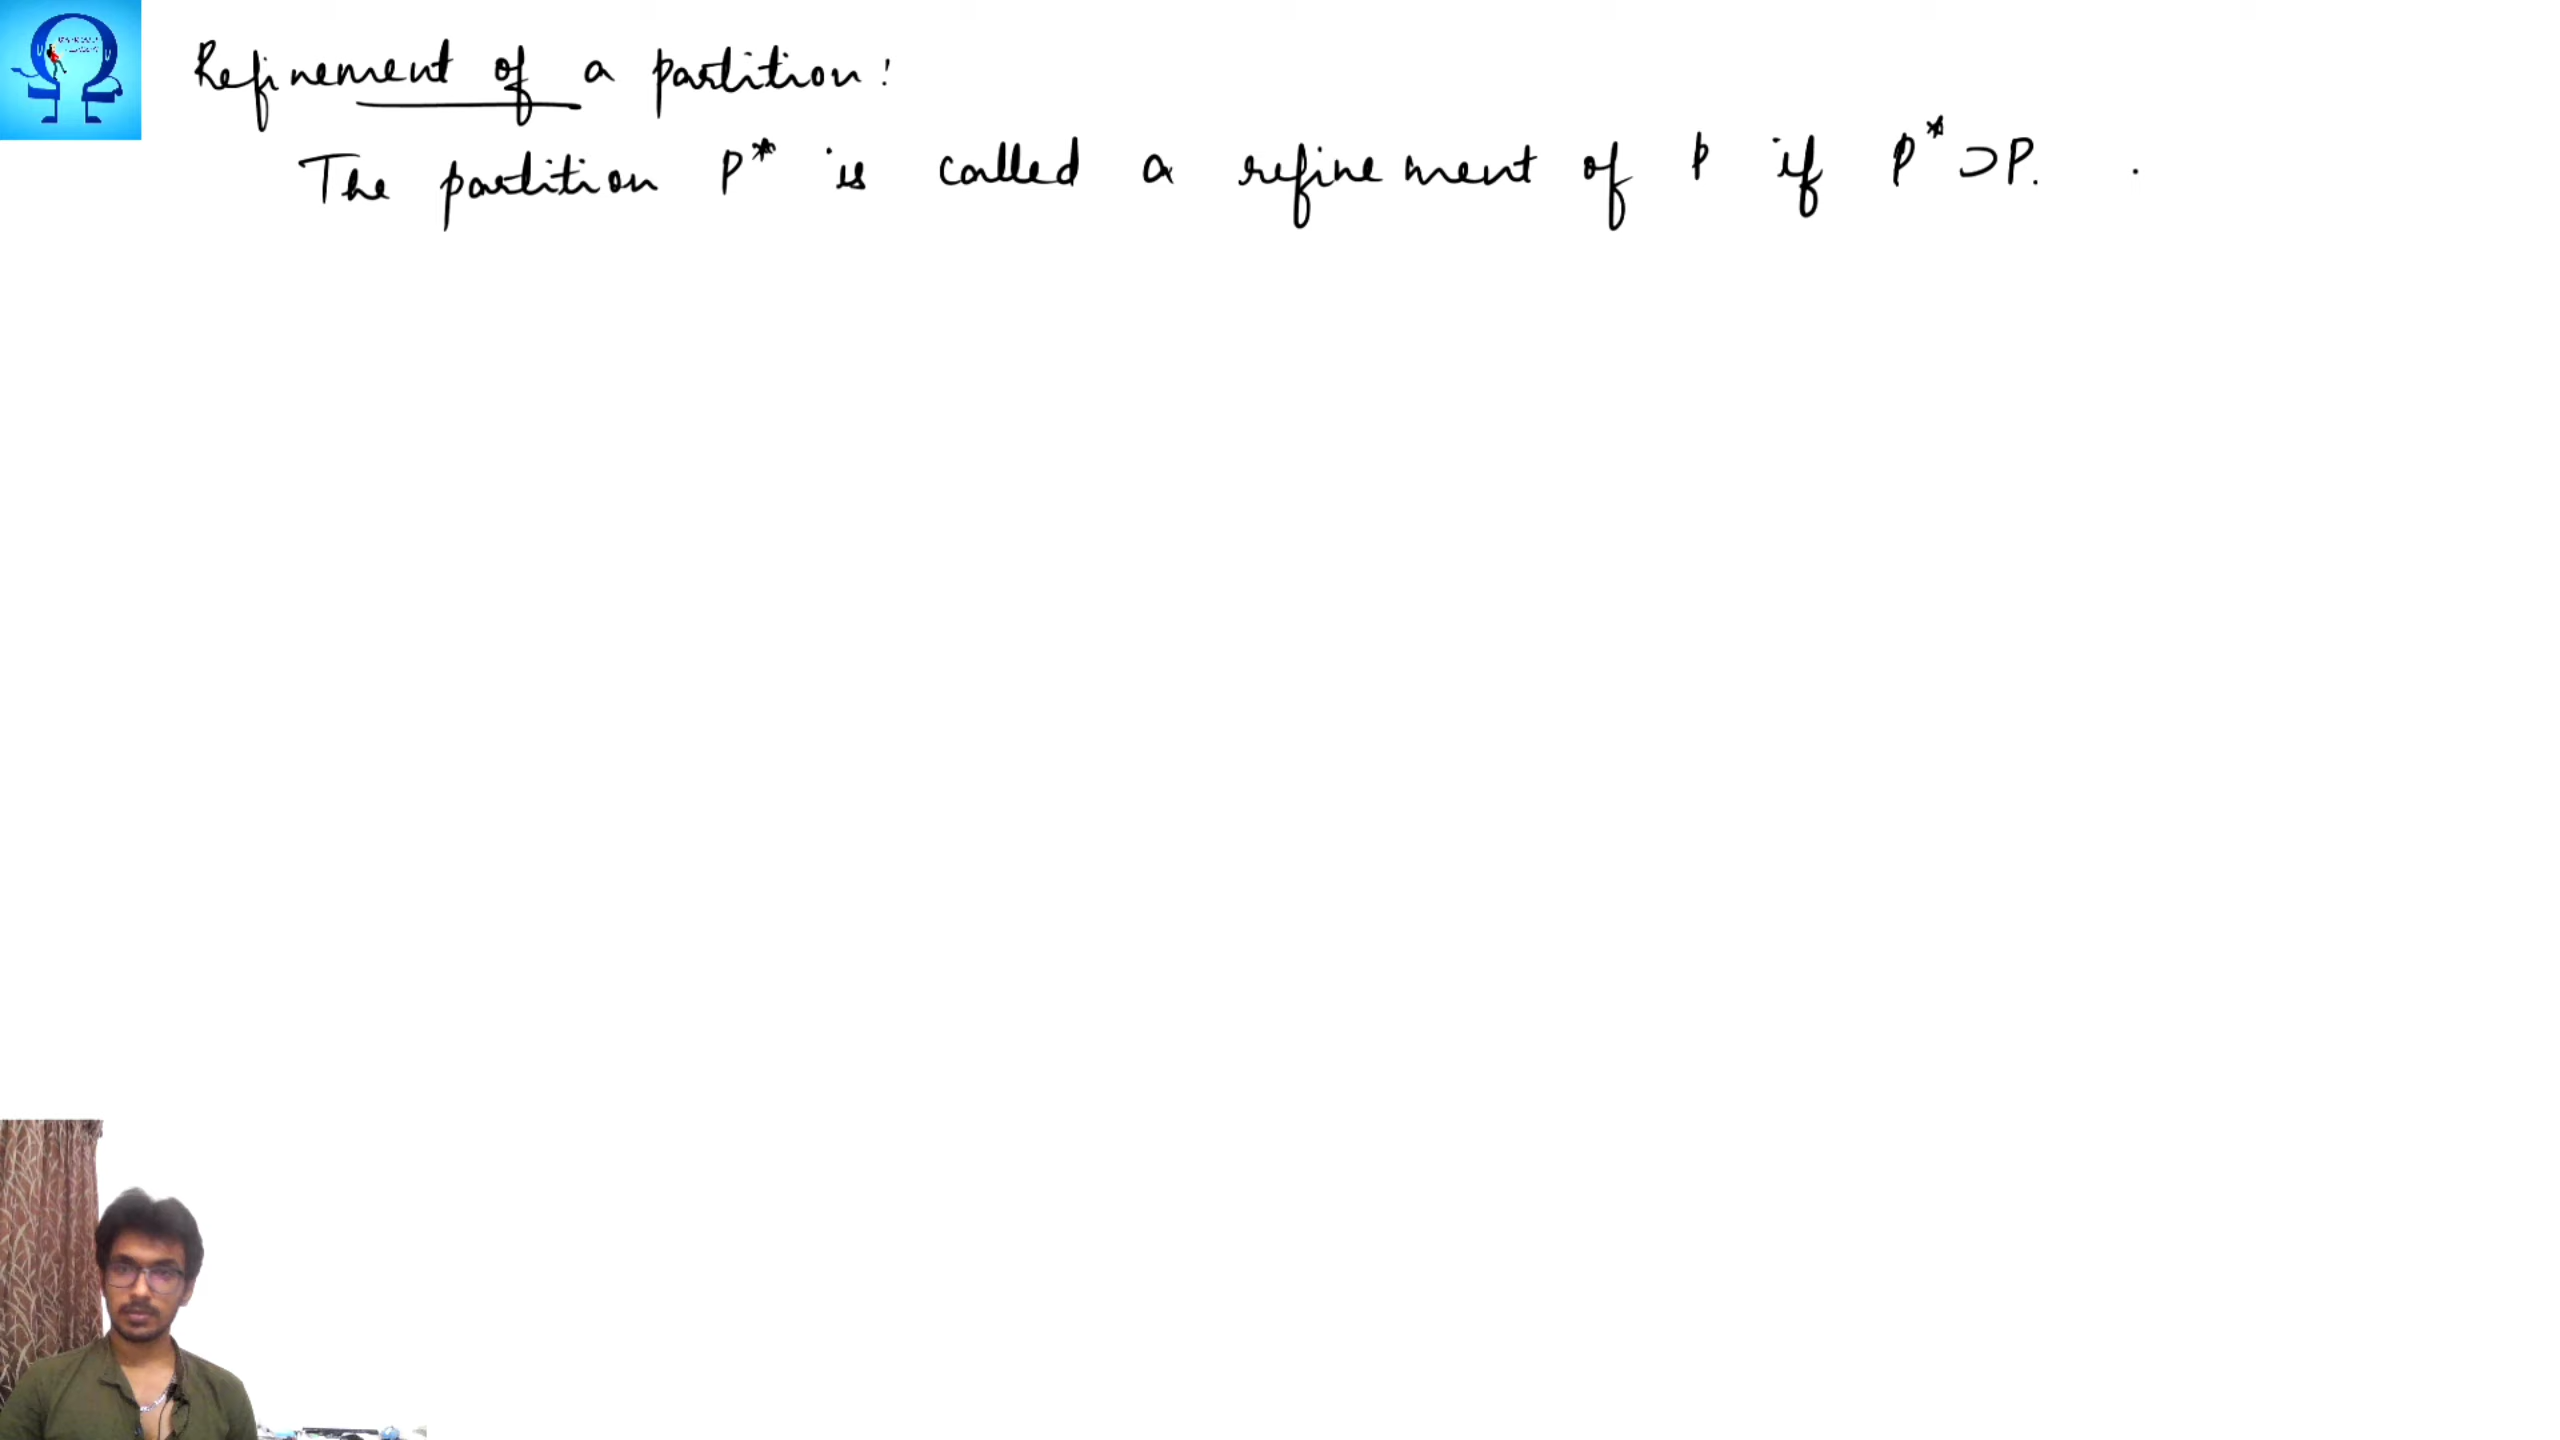 Refinement of a partition:
The partition P* is called a refinement of P if P* ⊃ P.